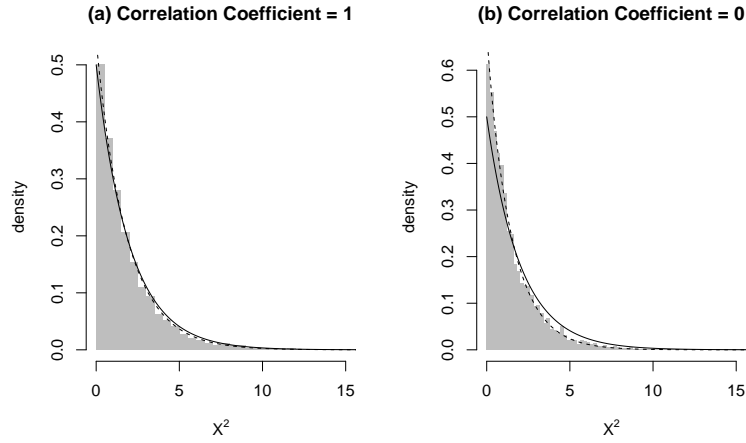 (a) Correlation Coefficient = 1
density
0.0 0.1 0.2 0.3 0.4 0.5
0 5 10 15
X²
(b) Correlation Coefficient = 0
density
0.0 0.1 0.2 0.3 0.4 0.5 0.6
0 5 10 15
X²